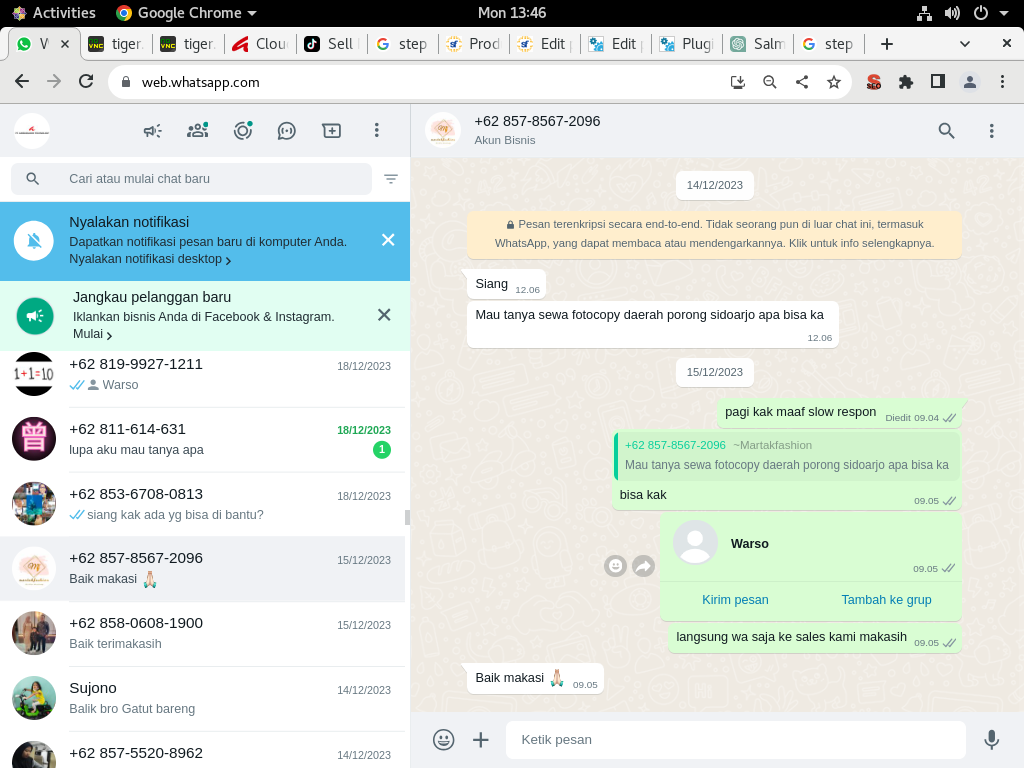 Activities
Google Chrome
Mon 13:46
W
tiger.
tiger.
Clou
Sell
step
Prod
Edit
Edit
Plugi
Salm
step
web.whatsapp.com
SEO
+62 857-8567-2096
Akun Bisnis
Cari atau mulai chat baru
Nyalakan notifikasi
Dapatkan notifikasi pesan baru di komputer Anda.
Nyalakan notifikasi desktop
Jangkau pelanggan baru
Iklankan bisnis Anda di Facebook & Instagram.
Mulai
+62 819-9927-1211
18/12/2023
1+1=10
Warso
+62 811-614-631
18/12/2023
lupa aku mau tanya apa
1
+62 853-6708-0813
18/12/2023
siang kak ada yg bisa di bantu?
+62 857-8567-2096
15/12/2023
Baik makasi 🙏🏻
+62 858-0608-1900
15/12/2023
Baik terimakasih
Sujono
14/12/2023
Balik bro Gatut bareng
+62 857-5520-8962
14/12/2023
14/12/2023
Pesan terenkripsi secara end-to-end. Tidak seorang pun di luar chat ini, termasuk
WhatsApp, yang dapat membaca atau mendengarkannya. Klik untuk info selengkapnya.
Siang 12.06
Mau tanya sewa fotocopy daerah porong sidoarjo apa bisa ka
12.06
15/12/2023
pagi kak maaf slow respon Diedit 09.04
+62 857-8567-2096 ~Martakfashion
Mau tanya sewa fotocopy daerah porong sidoarjo apa bisa ka
bisa kak 09.05
Warso
09.05
Kirim pesan Tambah ke grup
langsung wa saja ke sales kami makasih 09.05
Baik makasi 🙏🏻 09.05
Ketik pesan